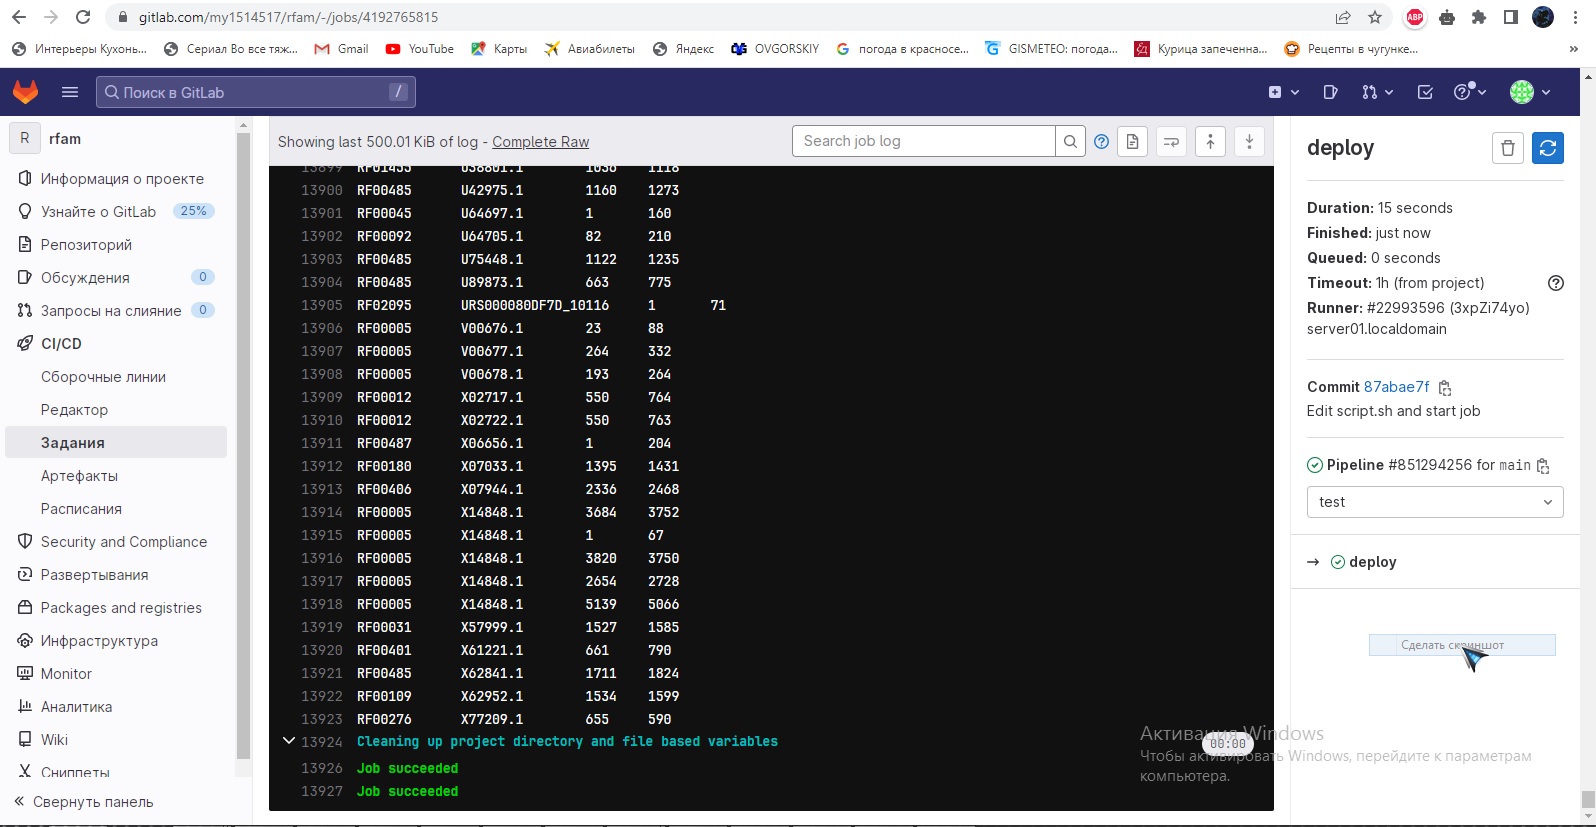 gitlab.com/my1514517/rfam/-/jobs/4192765815
Интерьеры Кухонь... Сериал Во все тяж... Gmail YouTube Карты Авиабилеты Яндекс OVGORSKIY погода в красносе... GISMETEO: погода... Курица запеченна... Рецепты в чугунке... »
Поиск в GitLab /
R rfam
Информация о проекте
Узнайте о GitLab 25%
Репозиторий
Обсуждения 0
Запросы на слияние 0
CI/CD
Сборочные линии
Редактор
Задания
Артефакты
Расписания
Security and Compliance
Развертывания
Packages and registries
Инфраструктура
Monitor
Аналитика
Wiki
Сниппеты
« Свернуть панель
Showing last 500.01 KiB of log - Complete Raw
Search job log
13899 RF01455 U38801.1 1036 1118
13900 RF00485 U42975.1 1160 1273
13901 RF00045 U64697.1 1 160
13902 RF00092 U64705.1 82 210
13903 RF00485 U75448.1 1122 1235
13904 RF00485 U89873.1 663 775
13905 RF02095 URS000080DF7D_10116 1 71
13906 RF00005 V00676.1 23 88
13907 RF00005 V00677.1 264 332
13908 RF00005 V00678.1 193 264
13909 RF00012 X02717.1 550 764
13910 RF00012 X02722.1 550 763
13911 RF00487 X06656.1 1 204
13912 RF00180 X07033.1 1395 1431
13913 RF00406 X07944.1 2336 2468
13914 RF00005 X14848.1 3684 3752
13915 RF00005 X14848.1 1 67
13916 RF00005 X14848.1 3820 3750
13917 RF00005 X14848.1 2654 2728
13918 RF00005 X14848.1 5139 5066
13919 RF00031 X57999.1 1527 1585
13920 RF00401 X61221.1 661 790
13921 RF00485 X62841.1 1711 1824
13922 RF00109 X62952.1 1534 1599
13923 RF00276 X77209.1 655 590
13924 Cleaning up project directory and file based variables 00:00
13926 Job succeeded
13927 Job succeeded
deploy
Duration: 15 seconds
Finished: just now
Queued: 0 seconds
Timeout: 1h (from project)
Runner: #22993596 (3xpZi74yo)
server01.localdomain
Commit 87abae7f
Edit script.sh and start job
Pipeline #851294256 for main
test
→ deploy
Сделать скриншот
Активация Windows
Чтобы активировать Windows, перейдите к параметрам
компьютера.